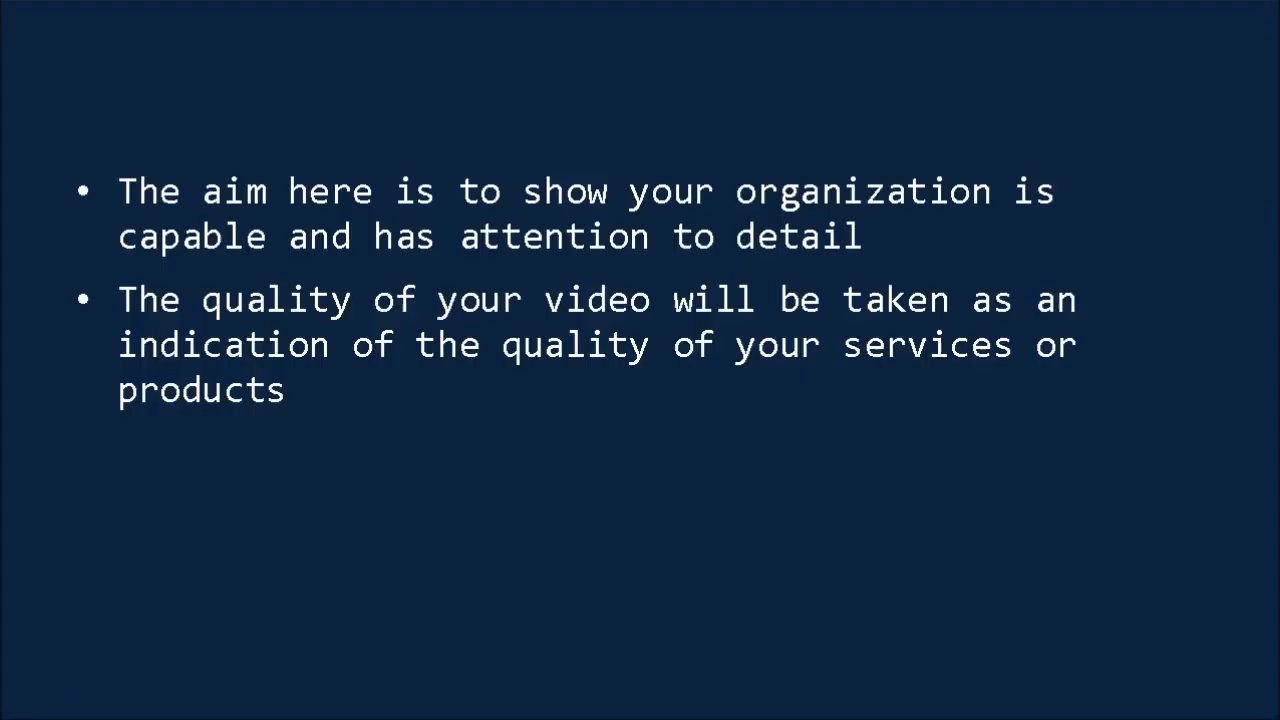 • The aim here is to show your organization is
capable and has attention to detail
• The quality of your video will be taken as an
indication of the quality of your services or
products